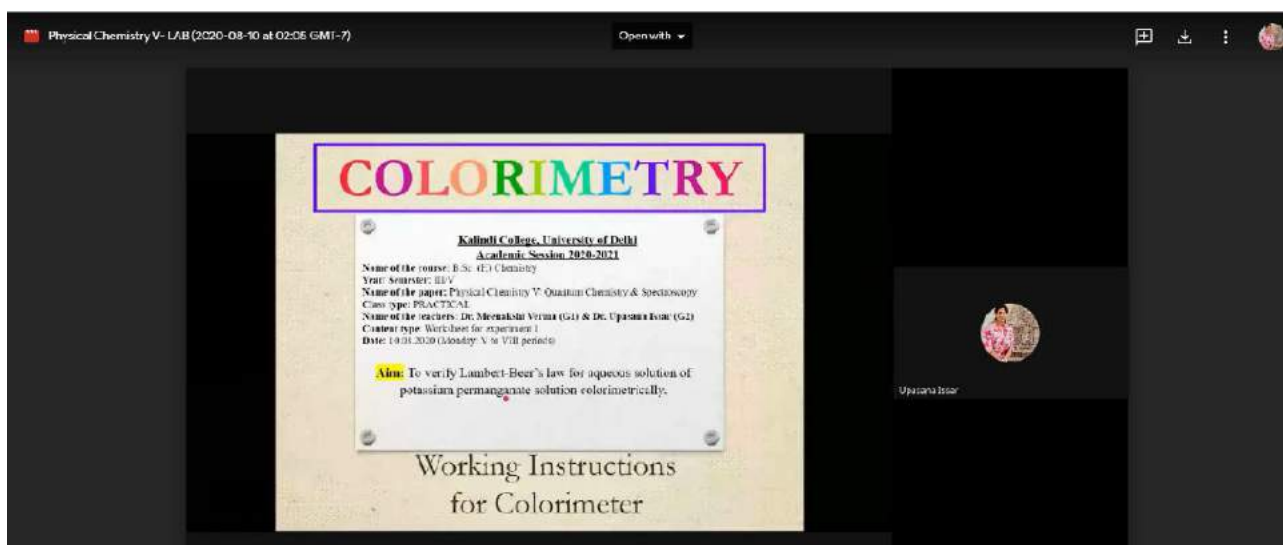 Physical Chemistry V- LAB (2020-08-10 at 02:05 GMT-7)
Open with
COLORIMETRY
Kalindi College, University of Delhi
Academic Session 2020-2021
Name of the course: B.Sc. (H) Chemistry
Year/ Semester: III/V
Name of the paper: Physical Chemistry V: Quantum Chemistry & Spectroscopy
Class type: PRACTICAL
Name of the teachers: Dr. Meenakshi Verma (G1) & Dr. Upasana Issar (G2)
Content type: Worksheet for experiment 1
Date: 10.08.2020 (Monday: V to VIII periods)
Aim: To verify Lambert-Beer's law for aqueous solution of
potassium permanganate solution colorimetrically.
Working Instructions
for Colorimeter
Upasana Issar